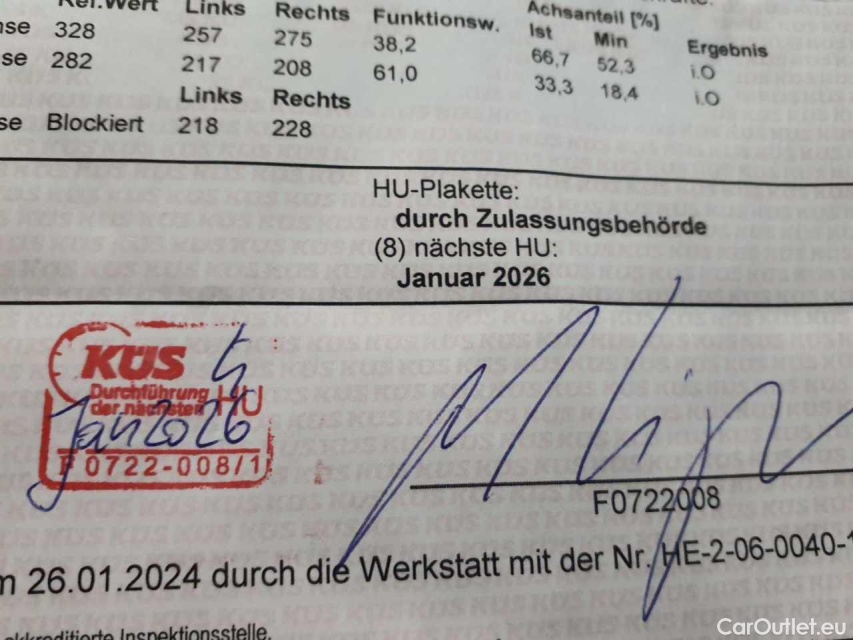 Ref.Wert Links Rechts Funktionsw. Achsanteil [%]
Ist Min Ergebnis
328 257 275 38,2 66,7 52,3 i.O
282 217 208 61,0 33,3 18,4 i.O
Links Rechts
Blockiert 218 228
HU-Plakette:
durch Zulassungsbehörde
(8) nächste HU:
Januar 2026
KÜS
Durchführung
der nächsten HU
Jan 2026
F 0722-008/1
F0722008
26.01.2024 durch die Werkstatt mit der Nr. HE-2-06-0040-
akkreditierte Inspektionsstelle.
CarOutlet.eu